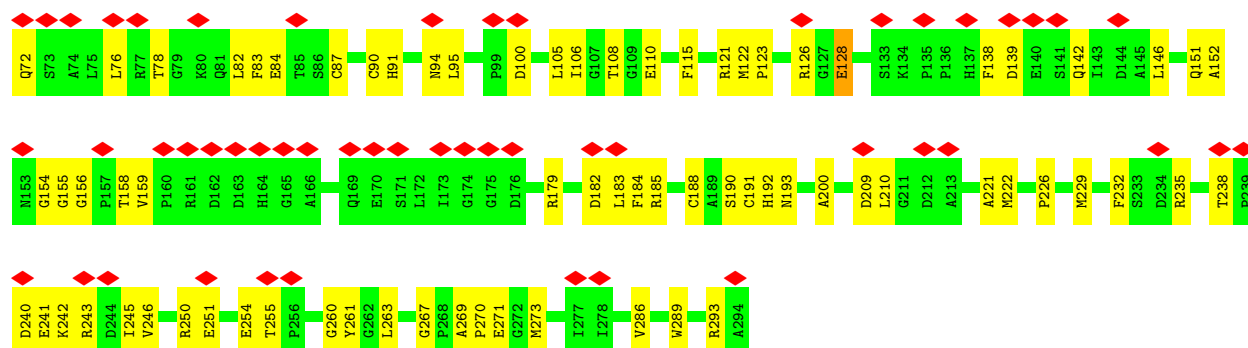 Q72 S73 A74 L75 L76 R77 T78 G79 K80 Q81 L82 F83 E84 T85 S86 C87 C90 H91 N94 L95 P99 D100 L105 I106 G107 T108 G109 E110 F115 R121 M122 P123 R126 G127 E128 S133 K134 P135 P136 H137 F138 D139 E140 S141 Q142 I143 D144 A145 L146 Q151 A152
N153 G154 G155 G156 P157 T158 V159 P160 R161 D162 D163 H164 G165 A166 Q169 E170 S171 L172 I173 G174 G175 D176 R179 D182 L183 F184 R185 C188 A189 S190 C191 H192 N193 A200 D209 L210 G211 D212 A213 A221 M222 P226 M229 F232 S233 D234 R235 T238 P239
D240 E241 K242 R243 D244 I245 V246 R250 E251 E254 T255 P256 G260 Y261 G262 L263 G267 P268 A269 P270 E271 G272 M273 I277 I278 V286 W289 R293 A294